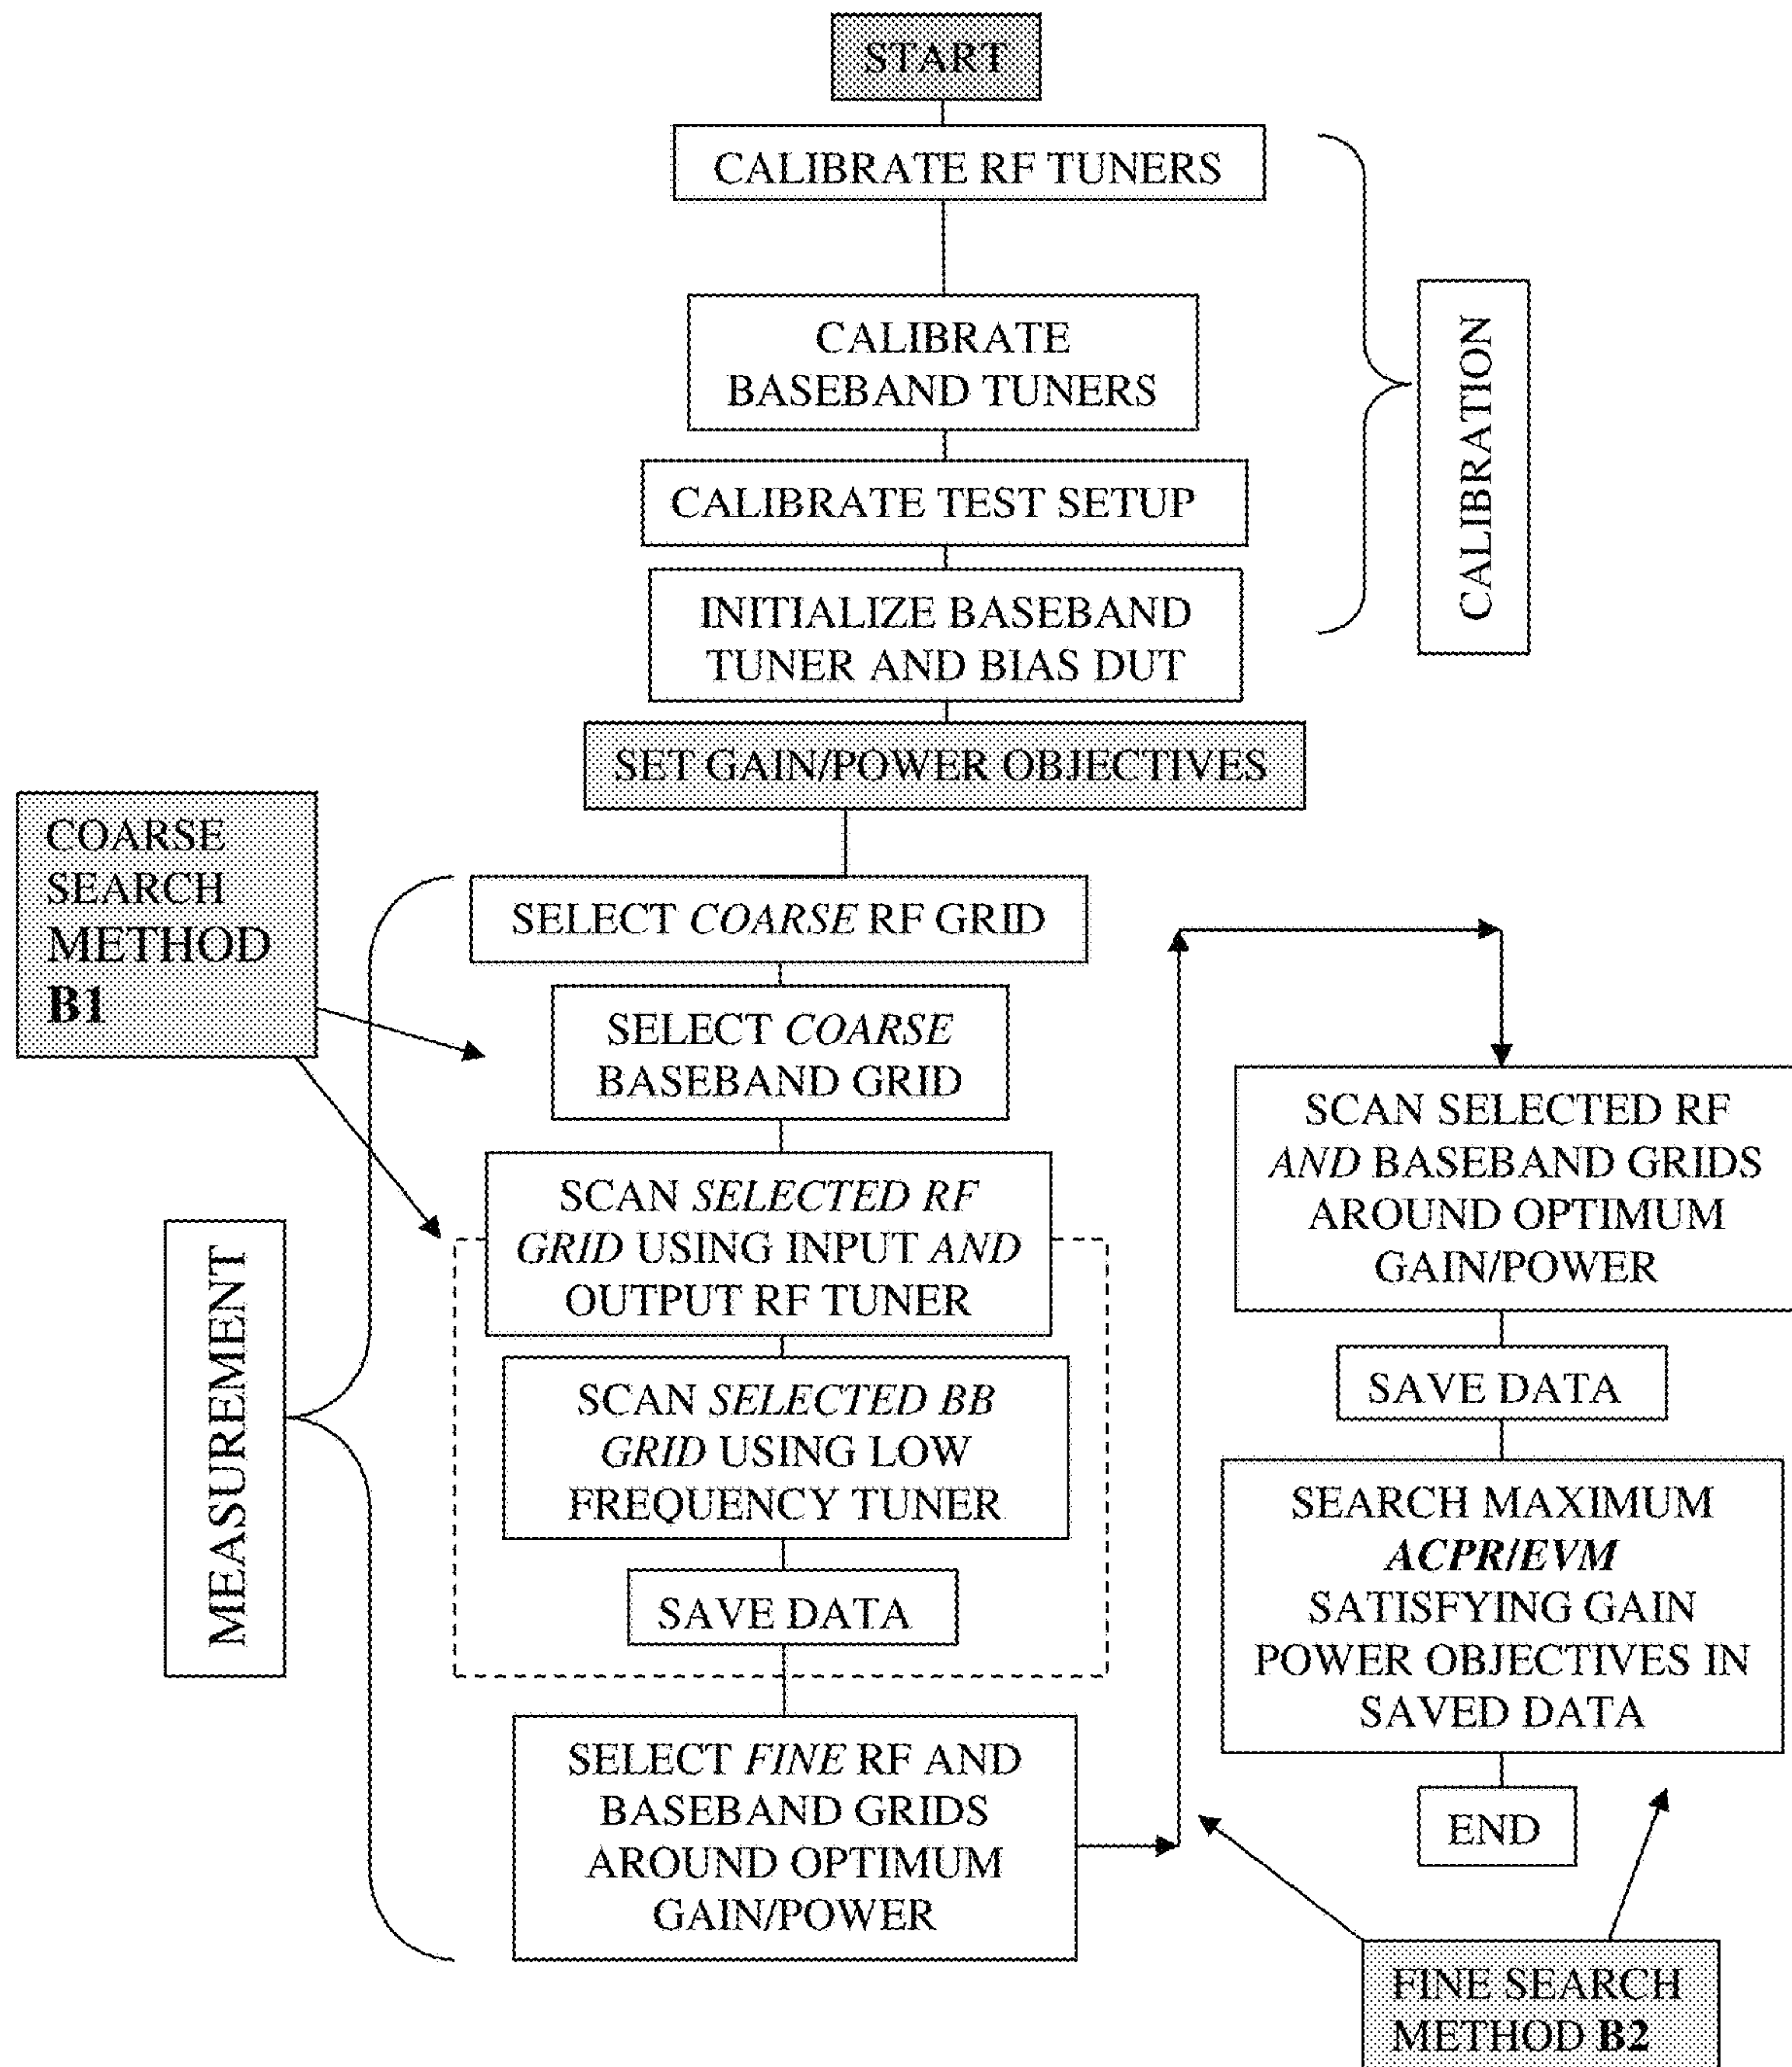 START
CALIBRATE RF TUNERS
CALIBRATE
BASEBAND TUNERS
CALIBRATE TEST SETUP
INITIALIZE BASEBAND
TUNER AND BIAS DUT
CALIBRATION
SET GAIN/POWER OBJECTIVES
COARSE
SEARCH
METHOD
B1
MEASUREMENT
SELECT COARSE RF GRID
SELECT COARSE
BASEBAND GRID
SCAN SELECTED RF
GRID USING INPUT AND
OUTPUT RF TUNER
SCAN SELECTED BB
GRID USING LOW
FREQUENCY TUNER
SAVE DATA
SELECT FINE RF AND
BASEBAND GRIDS
AROUND OPTIMUM
GAIN/POWER
SCAN SELECTED RF
AND BASEBAND GRIDS
AROUND OPTIMUM
GAIN/POWER
SAVE DATA
SEARCH MAXIMUM
ACPR/EVM
SATISFYING GAIN
POWER OBJECTIVES IN
SAVED DATA
END
FINE SEARCH
METHOD B2